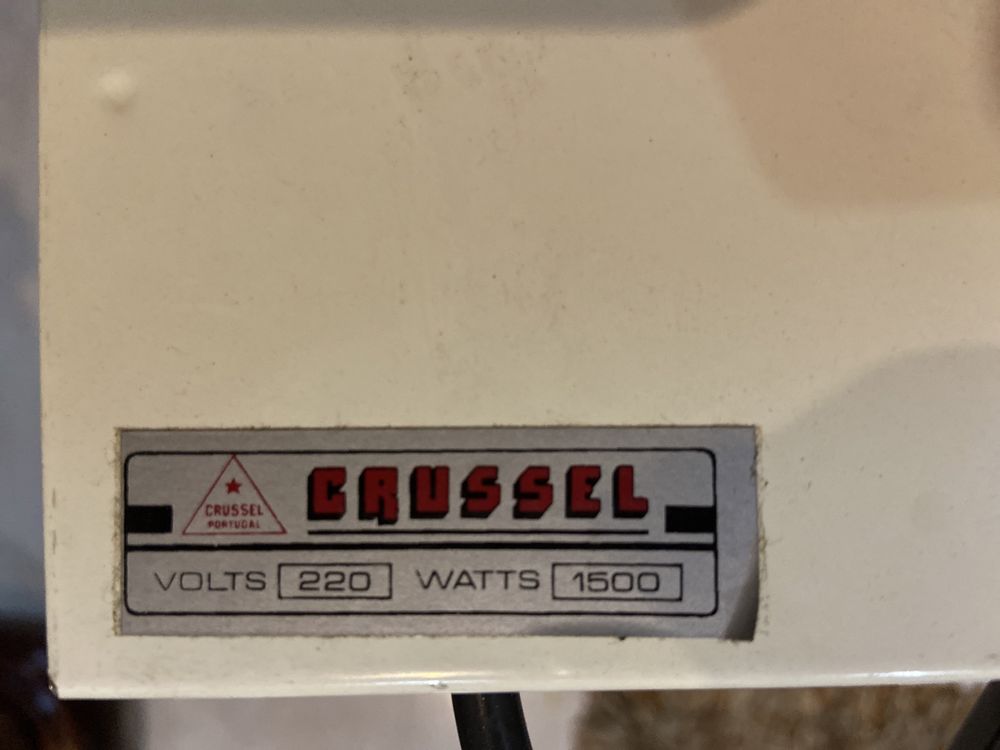 CRUSSEL
PORTUGAL
CRUSSEL
VOLTS 220 WATTS 1500